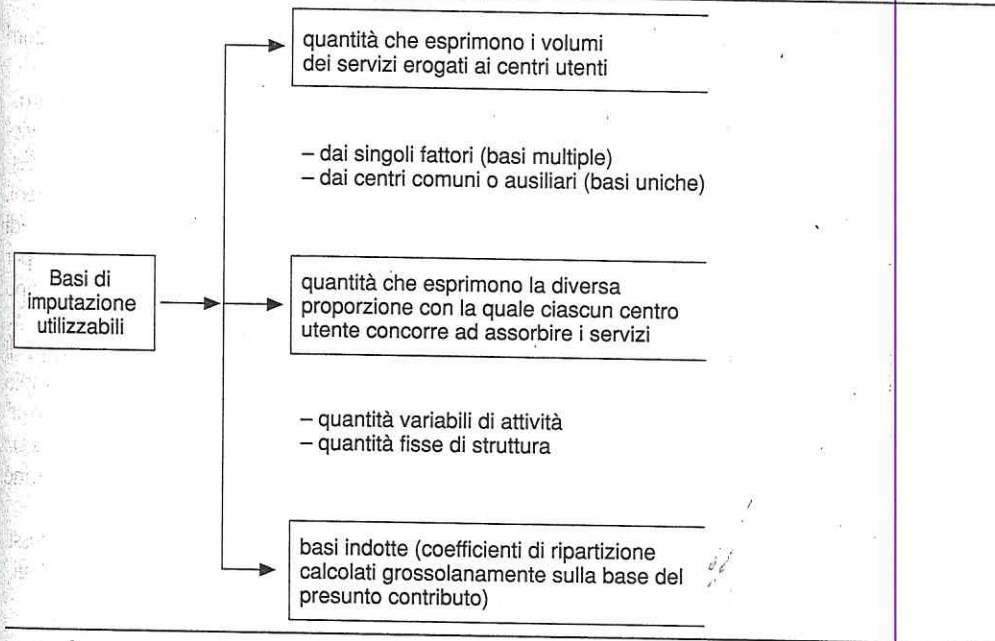 quantità che esprimono i volumi
dei servizi erogati ai centri utenti
– dai singoli fattori (basi multiple)
– dai centri comuni o ausiliari (basi uniche)
Basi di
imputazione
utilizzabili
quantità che esprimono la diversa
proporzione con la quale ciascun centro
utente concorre ad assorbire i servizi
– quantità variabili di attività
– quantità fisse di struttura
basi indotte (coefficienti di ripartizione
calcolati grossolanamente sulla base del
presunto contributo)